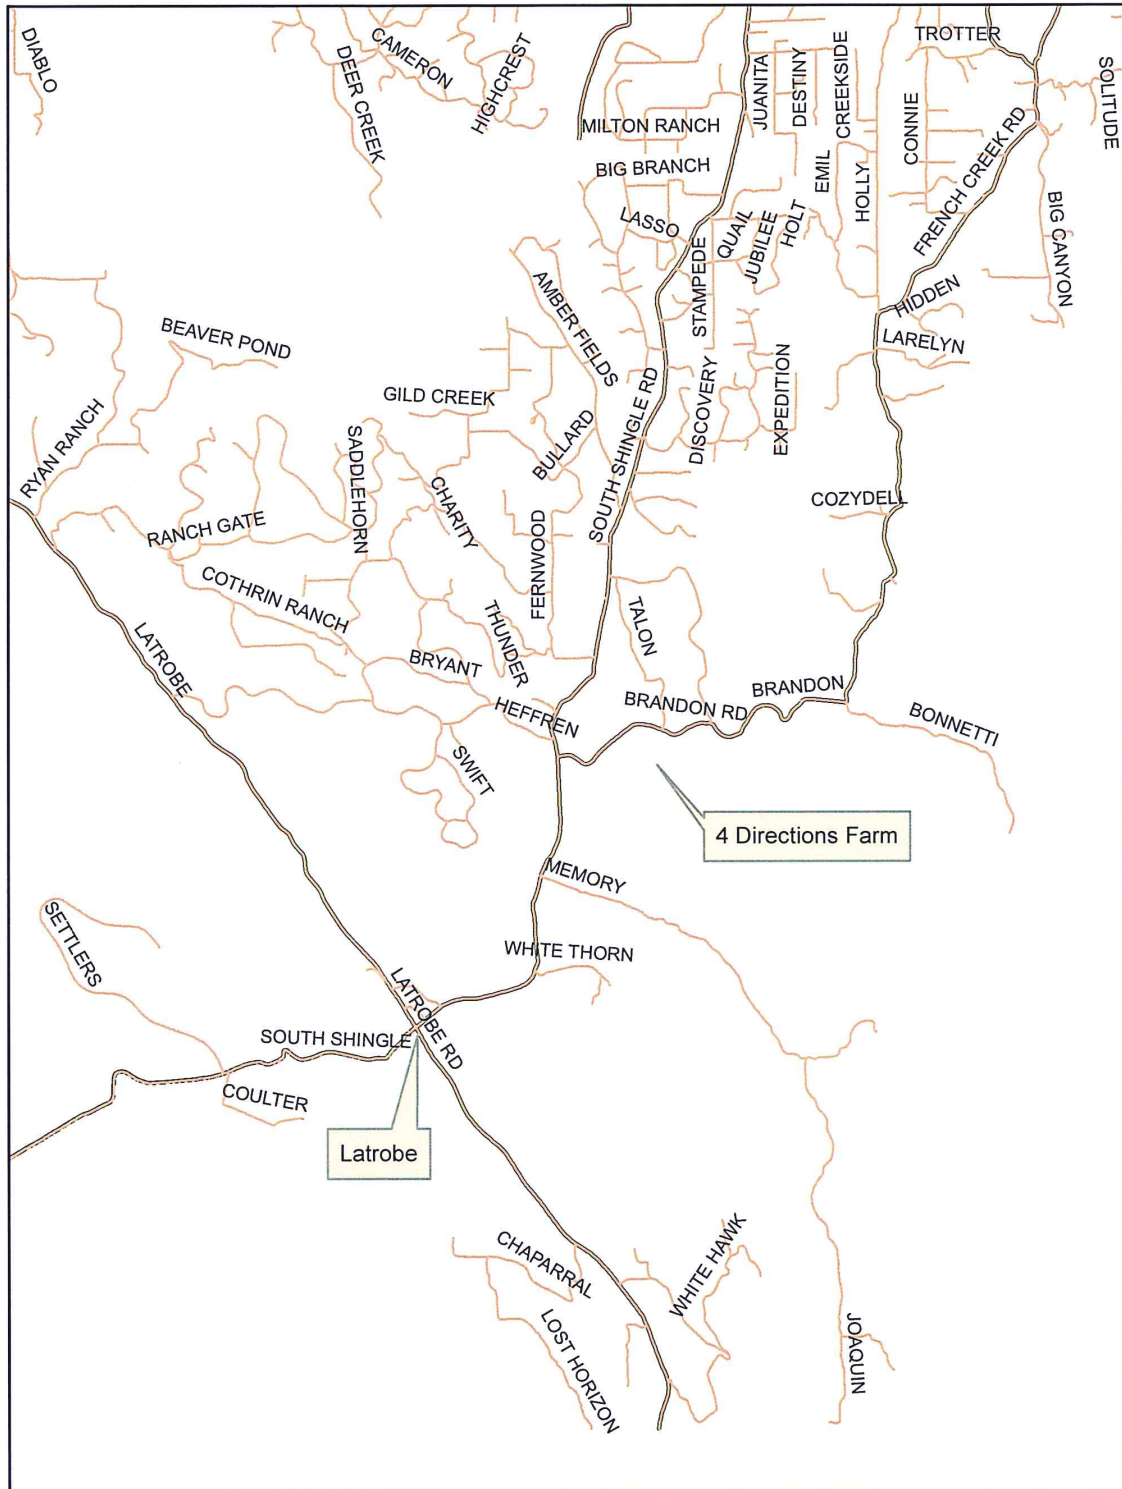 DIABLO
CAMERON
DEER CREEK
HIGHCREST
MILTON RANCH
JUANITA
DESTINY
CREEKSIDE
TROTTER
SOLITUDE
CONNIE
FRENCH CREEK RD
BIG BRANCH
EMIL
HOLLY
LASSO
QUAIL
JUBILEE
HOLT
BIG CANYON
STAMPEDE
AMBER FIELDS
HIDDEN
LARELYN
BEAVER POND
GILD CREEK
SOUTH SHINGLE RD
DISCOVERY
EXPEDITION
RYAN RANCH
SADDLEHORN
BULLARD
CHARITY
COZYDELL
RANCH GATE
FERNWOOD
COTHRIN RANCH
THUNDER
TALON
LATROBE
BRYANT
HEFFREN
BRANDON RD
BRANDON
BONNETTI
SWIFT
4 Directions Farm
MEMORY
SETTLERS
WHITE THORN
LATROBE RD
SOUTH SHINGLE
COULTER
Latrobe
CHAPARRAL
WHITE HAWK
LOST HORIZON
JOAQUIN